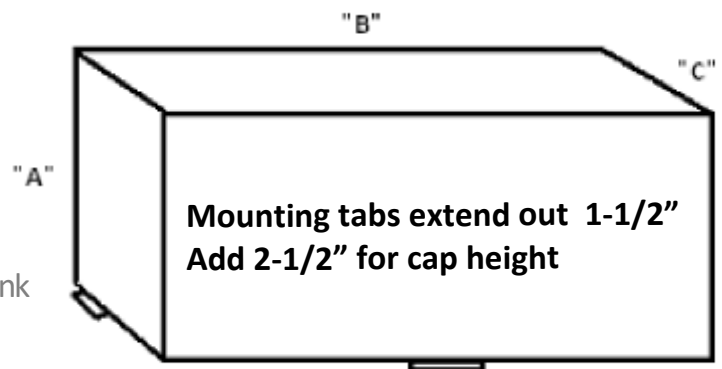 "B"
"C"
"A"
Mounting tabs extend out 1-1/2”
Add 2-1/2” for cap height
nk